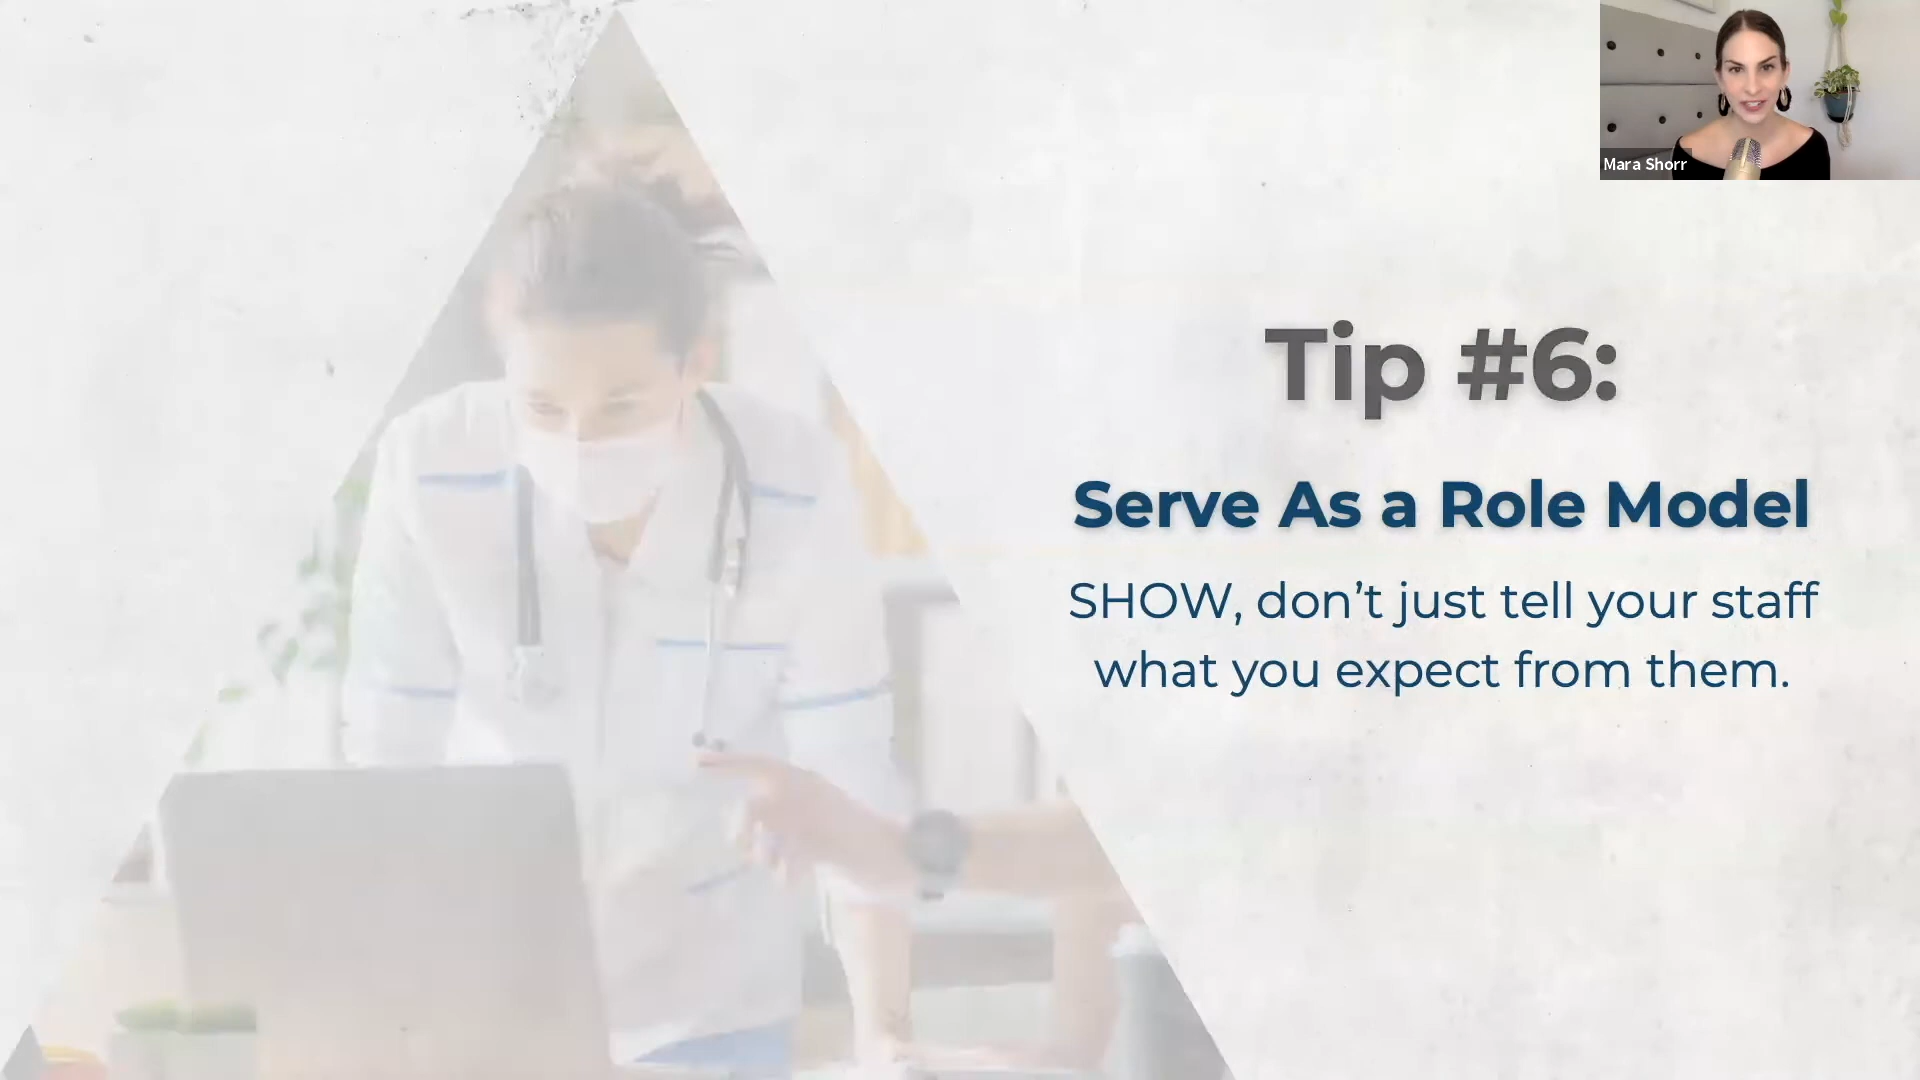 Mara Shorr
Tip #6:
Serve As a Role Model
SHOW, don’t just tell your staff
what you expect from them.